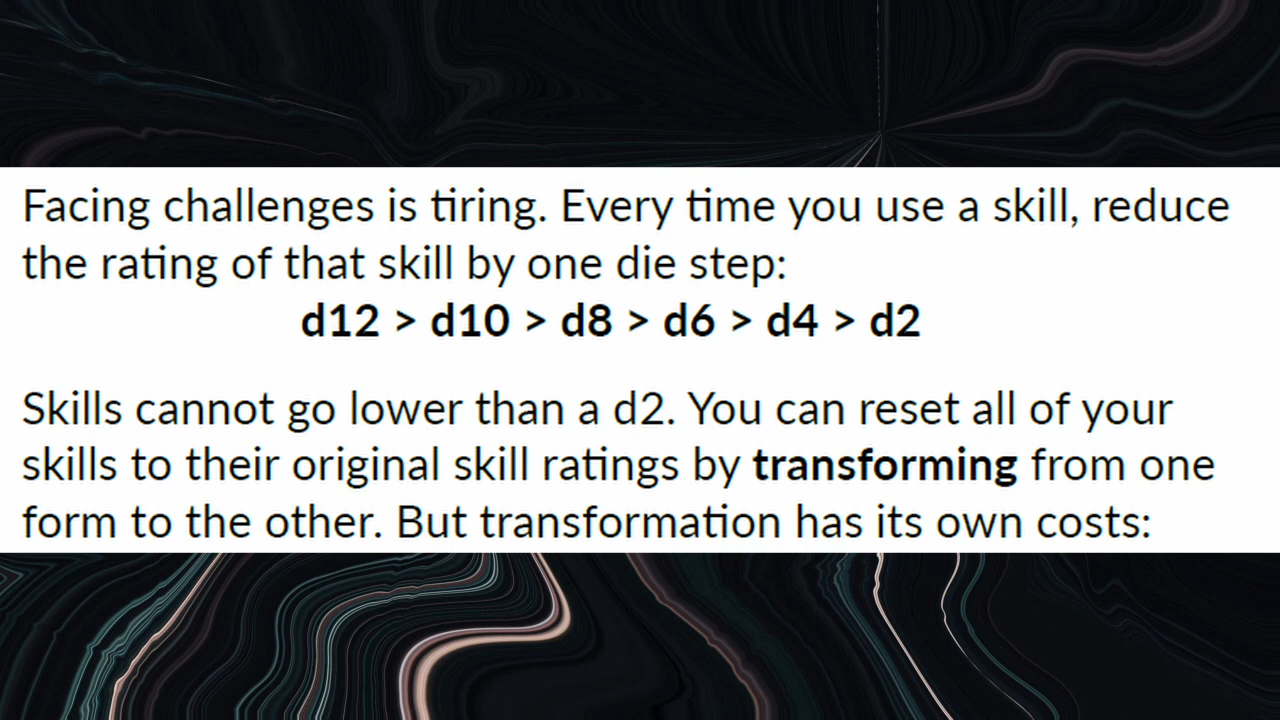 Facing challenges is tiring. Every time you use a skill, reduce
the rating of that skill by one die step:
d12 > d10 > d8 > d6 > d4 > d2
Skills cannot go lower than a d2. You can reset all of your
skills to their original skill ratings by transforming from one
form to the other. But transformation has its own costs: